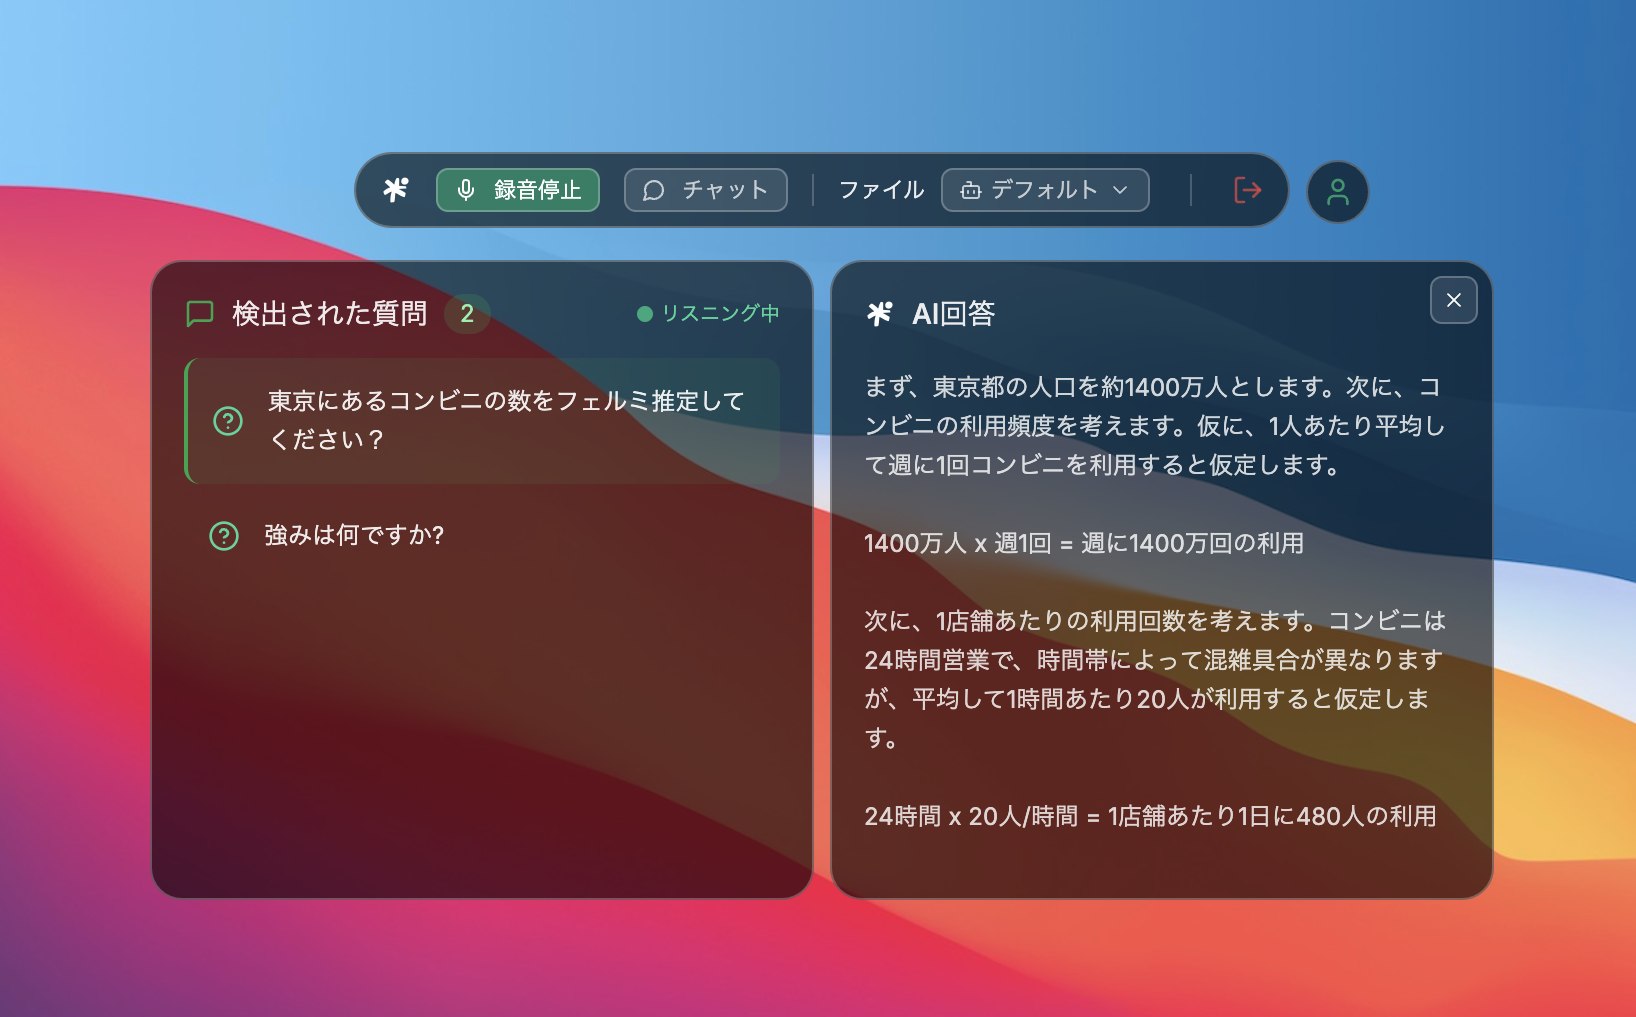 録音停止
チャット
ファイル
デフォルト
検出された質問 2
リスニング中
東京にあるコンビニの数をフェルミ推定して
ください？
強みは何ですか?
AI回答
まず、東京都の人口を約1400万人とします。次に、コ
ンビニの利用頻度を考えます。仮に、1人あたり平均し
て週に1回コンビニを利用すると仮定します。
1400万人 x 週1回 = 週に1400万回の利用
次に、1店舗あたりの利用回数を考えます。コンビニは
24時間営業で、時間帯によって混雑具合が異なります
が、平均して1時間あたり20人が利用すると仮定しま
す。
24時間 x 20人/時間 = 1店舗あたり1日に480人の利用